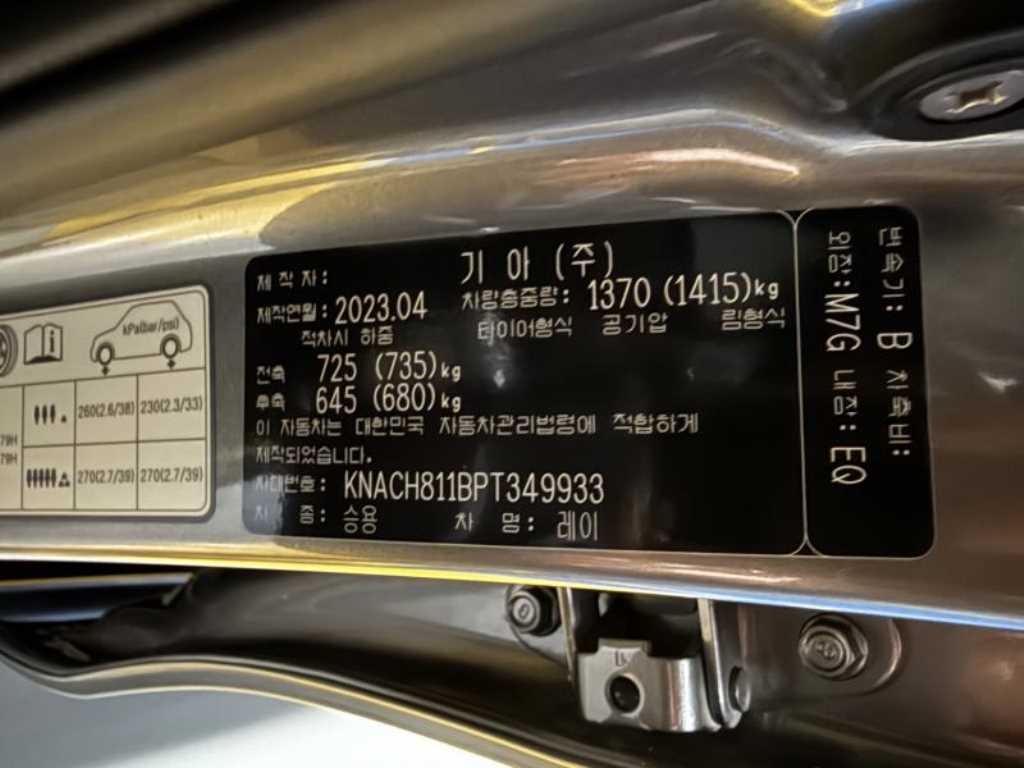 제작자: 기아 (주)
제작연월: 2023.04 차량총중량: 1370 (1415)kg
적차시 하중 타이어형식 공기압 림형식
전축 725 (735)kg
후축 645 (680)kg
이 자동차는 대한민국 자동차관리법령에 적합하게
제작되었습니다.
차대번호: KNACH811BPT349933
차 종: 승용 차 명: 레이
변속기: B 차축비:
외장: M7G 내장: EQ
kPa(bar/psi)
79H 260(2.6/38) 230(2.3/33)
79H 270(2.7/39) 270(2.7/39)